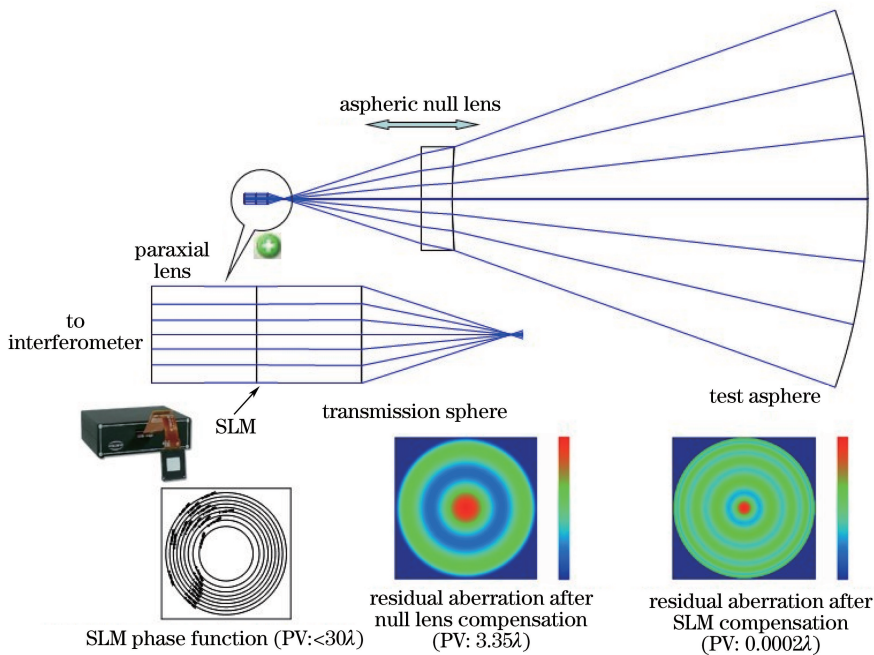 aspheric null lens
paraxial
lens
to
interferometer
SLM
transmission sphere
test asphere
SLM phase function (PV:<30λ)
residual aberration after
null lens compensation
(PV: 3.35λ)
residual aberration after
SLM compensation
(PV: 0.0002λ)